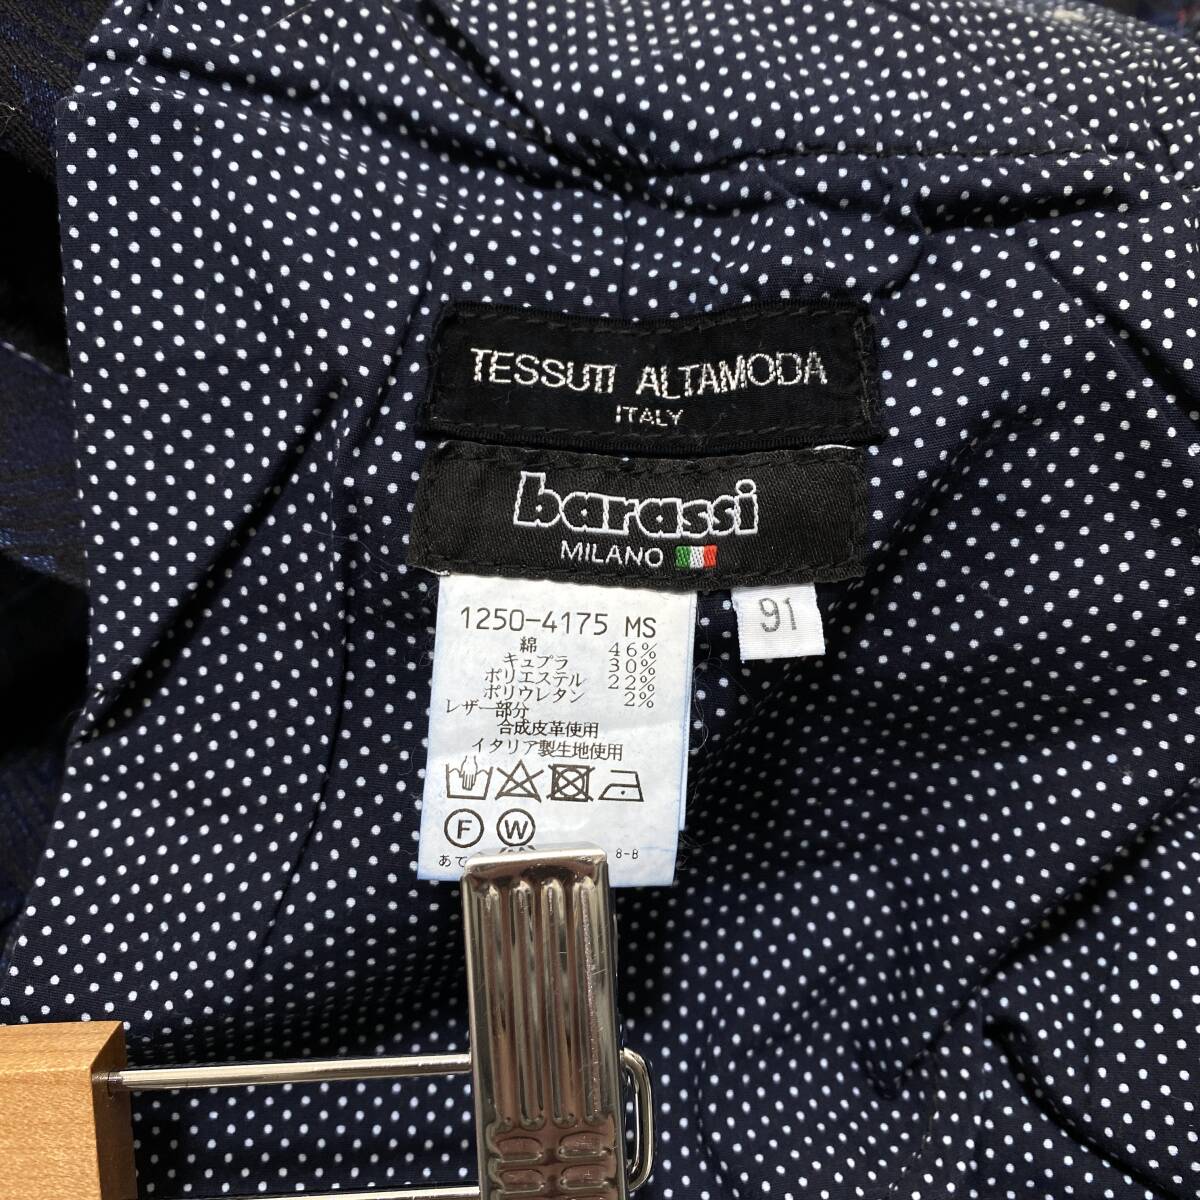 TESSUTI ALTAMODA
ITALY
barassi
MILANO
91
1250-4175 MS
綿 46%
キュプラ 30%
ポリエステル 22%
ポリウレタン 2%
レザー部分
合成皮革使用
イタリア製生地使用
F W
8-8